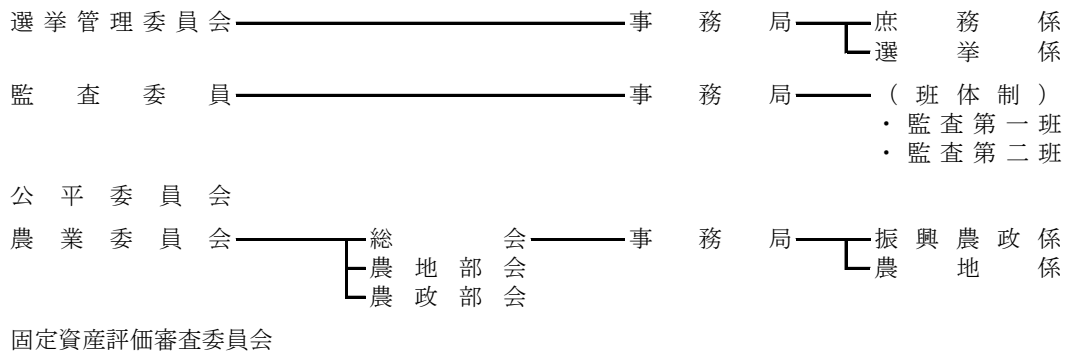 選挙管理委員会 事務局 庶務係
選挙係
監査委員 事務局 （班体制）
・監査第一班
・監査第二班
公平委員会
農業委員会 総会 事務局 振興農政係
農地部会 農地係
農政部会
固定資産評価審査委員会